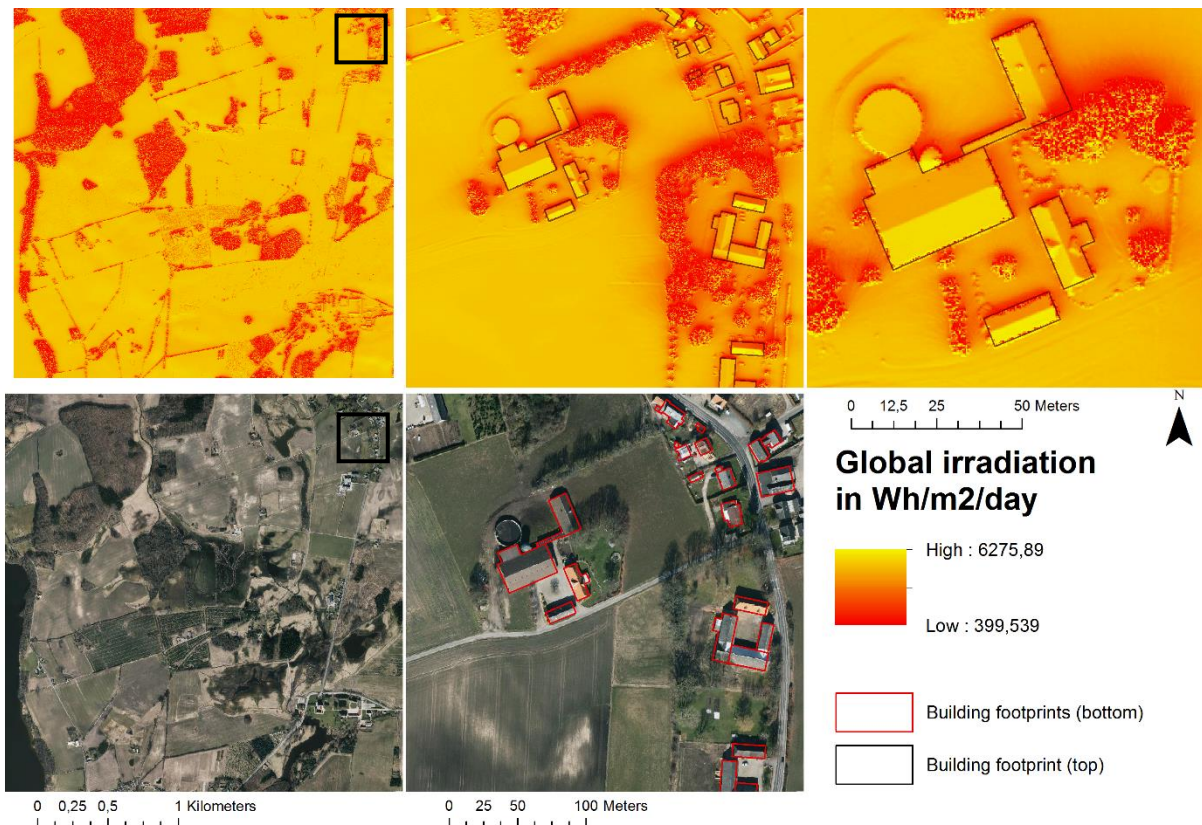 0 12,5 25 50 Meters
N
Global irradiation
in Wh/m2/day
High : 6275,89
Low : 399,539
Building footprints (bottom)
Building footprint (top)
0 0,25 0,5 1 Kilometers
0 25 50 100 Meters